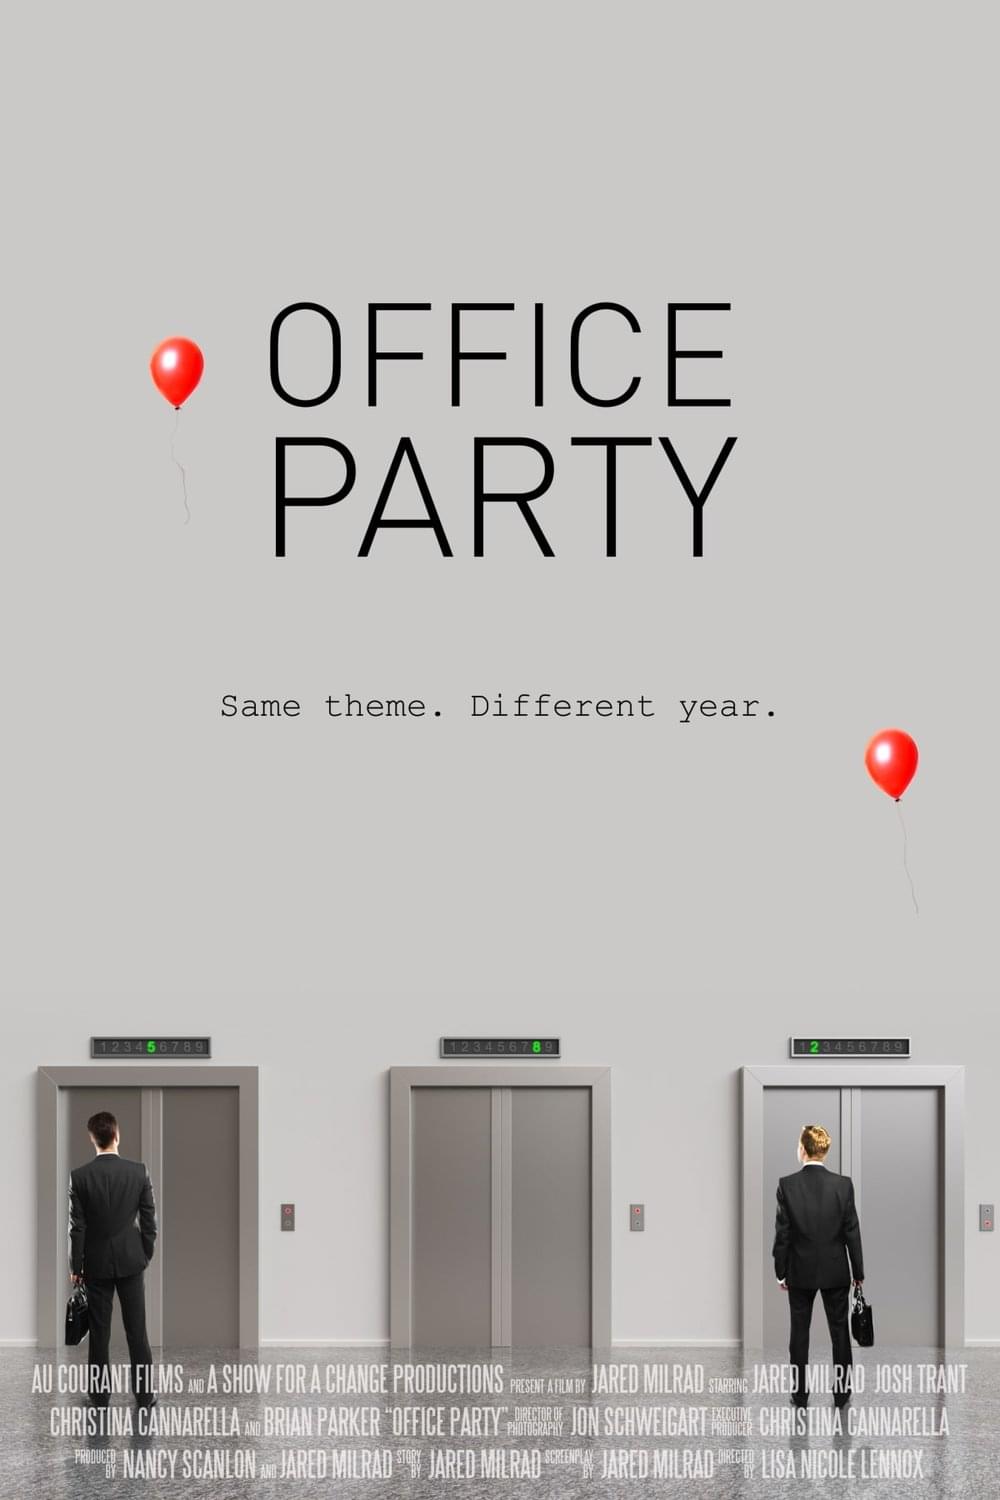 OFFICE
PARTY
Same theme. Different year.
123456789 123456789 123456789
AU COURANT FILMS AND A SHOW FOR A CHANGE PRODUCTIONS PRESENT A FILM BY JARED MILRAD STARRING JARED MILRAD JOSH TRANT
CHRISTINA CANNARELLA AND BRIAN PARKER "OFFICE PARTY" DIRECTOR OF PHOTOGRAPHY JON SCHWEIGART EXECUTIVE PRODUCER CHRISTINA CANNARELLA
PRODUCED BY NANCY SCANLON AND JARED MILRAD STORY BY JARED MILRAD SCREENPLAY BY JARED MILRAD DIRECTED BY LISA NICOLE LENNOX